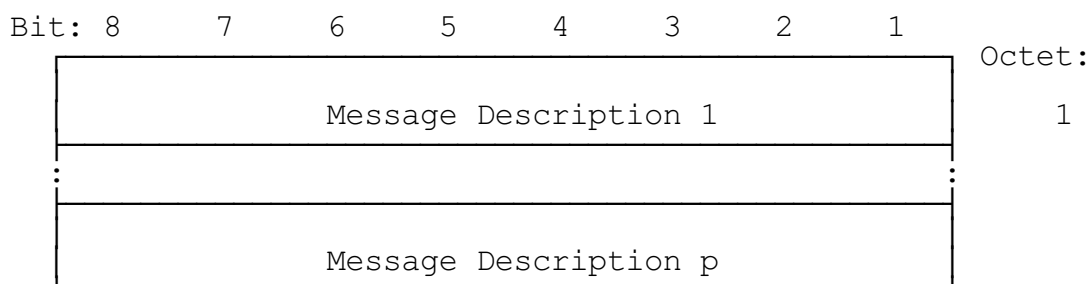 Bit: 8 7 6 5 4 3 2 1
Octet:
Message Description 1 1
:  :
Message Description p